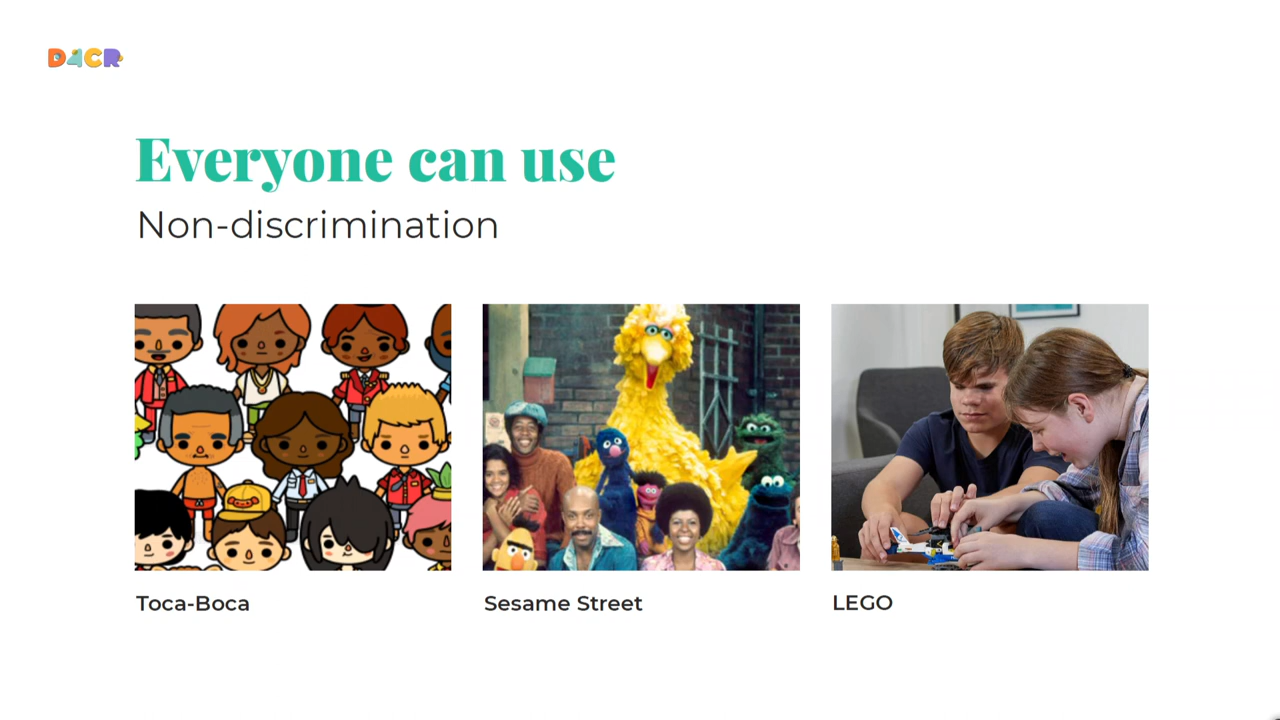 D4CR
Everyone can use
Non-discrimination
Toca-Boca
Sesame Street
LEGO